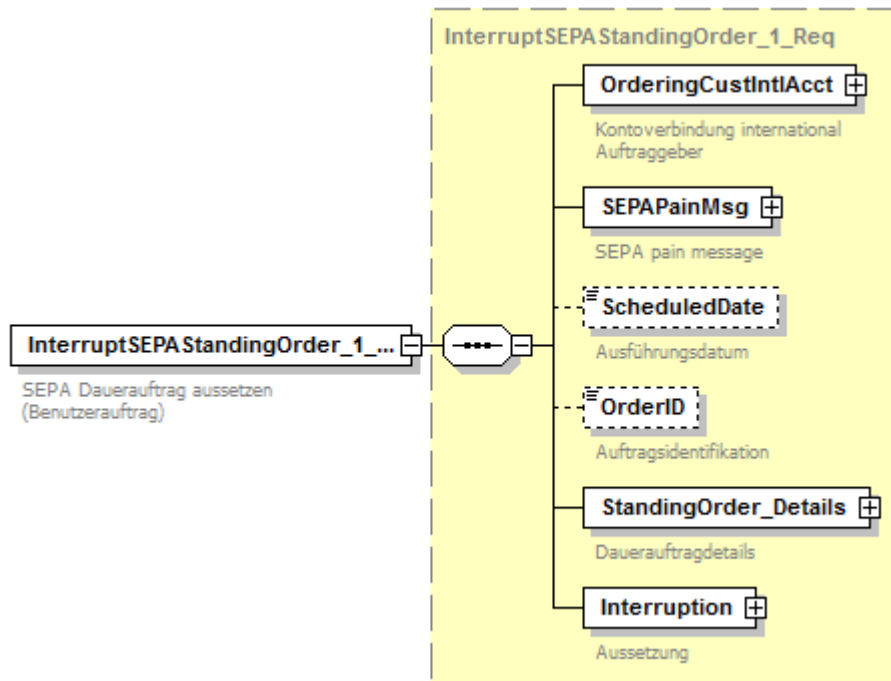 InterruptSEPAStandingOrder_1_Req
OrderingCustIntlAcct
Kontoverbindung international
Auftraggeber
SEPAPainMsg
SEPA pain message
ScheduledDate
Ausführungsdatum
InterruptSEPAStandingOrder_1_...
SEPA Dauerauftrag aussetzen
(Benutzerauftrag)
OrderID
Auftragsidentifikation
StandingOrder_Details
Dauerauftragdetails
Interruption
Aussetzung